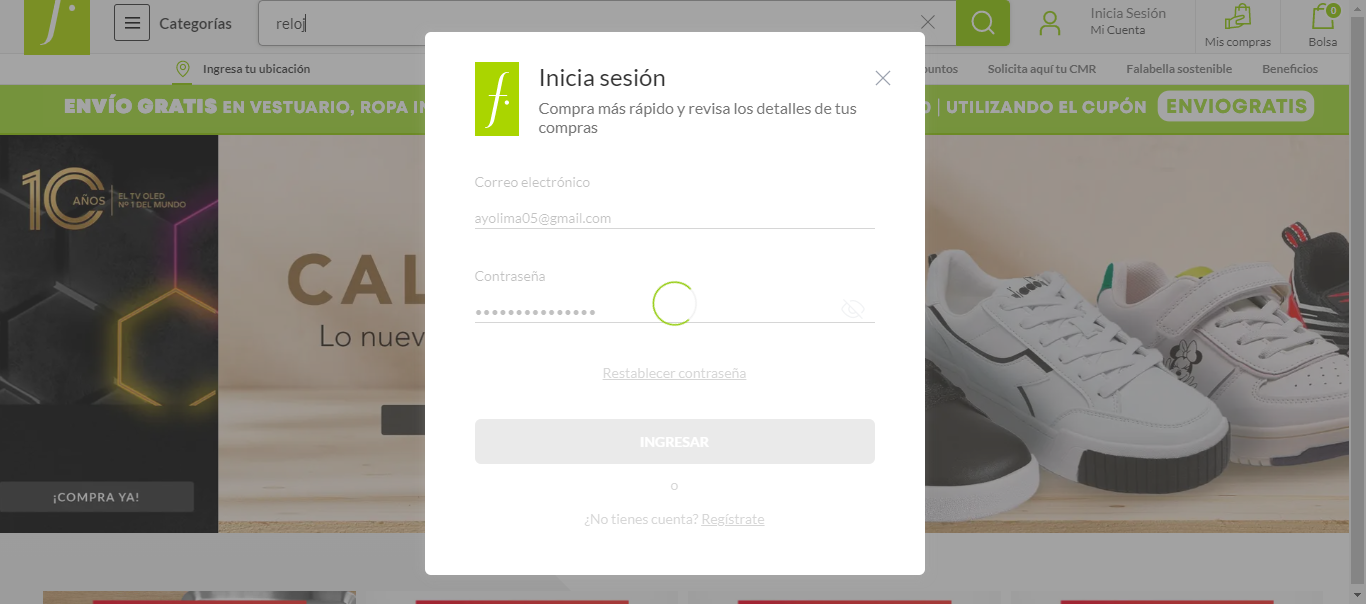 f.
Categorías
reloj
Inicia Sesión
Mi Cuenta
Mis compras
0
Bolsa
Ingresa tu ubicación
Solicita aquí tu CMR
Falabella sostenible
Beneficios
ENVÍO GRATIS EN VESTUARIO, ROPA
| UTILIZANDO EL CUPÓN
ENVIOGRATIS
10 AÑOS
EL TV OLED
Nº 1 DEL MUNDO
CAL
Lo nuev
¡COMPRA YA!
diadora
f.
Inicia sesión
Compra más rápido y revisa los detalles de tus
compras
Correo electrónico
ayolima05@gmail.com
Contraseña
•••••••••••••••
Restablecer contraseña
INGRESAR
o
¿No tienes cuenta? Regístrate